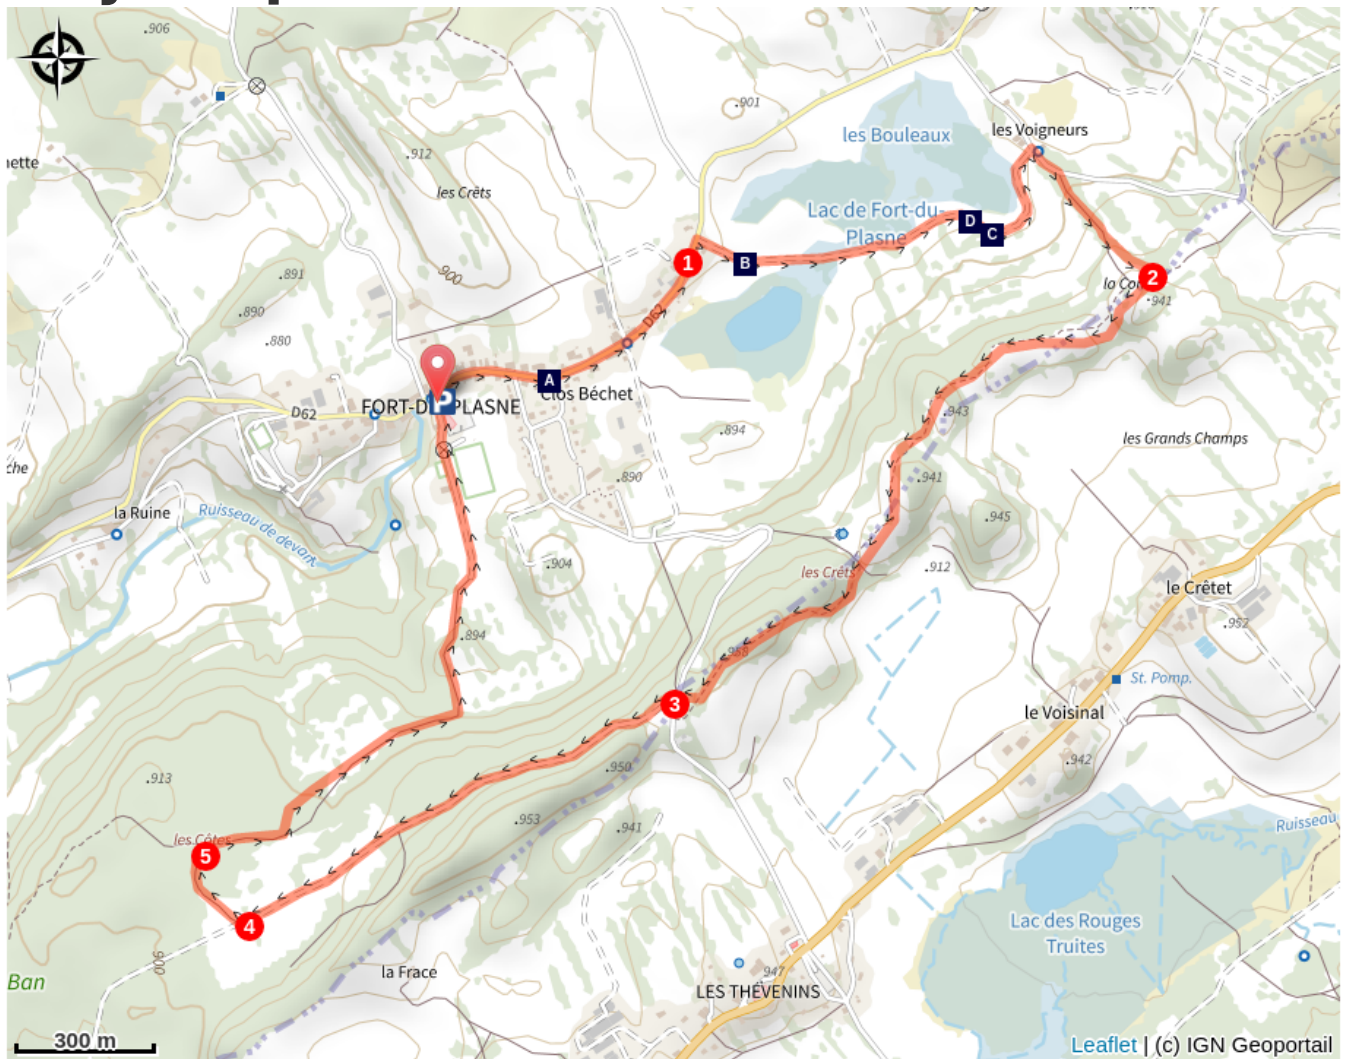 .906
.901
les Bouleaux
les Voigneurs
nette
.912
les Crêts
Lac de Fort-du-
Plasne
D
C
B
1
2
la Co
.941
.891
900
.890
.880
D62
A
Clos Béchet
P
FORT-D PLASNE
D62
.943
.894
les Grands Champs
che
.890
.941
.945
la Ruine
Ruisseau de devant
.904
les Crêts
.912
le Crêtet
.952
.894
.958
St. Pomp.
3
le Voisinal
.942
.950
.913
.953
.941
les Côtes
5
Ruisseau
4
Lac des Rouges
Truites
900
la Frace
.947
Ban
LES THÉVENINS
300 m
Leaflet | (c) IGN Geoportail